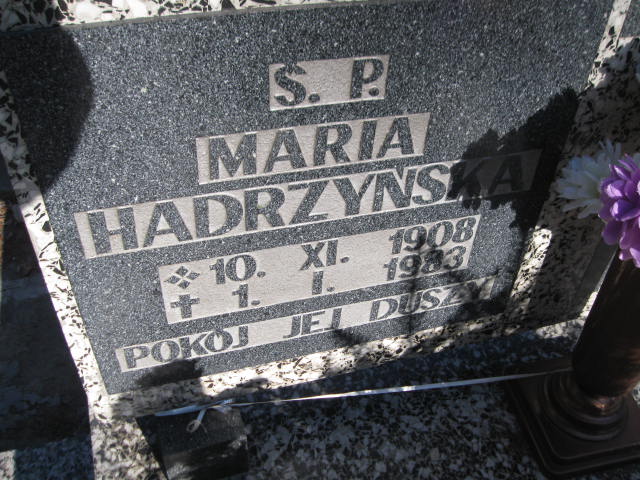 Ś. P.
MARIA
HADRZYŃSKA
10. XI. 1908
1. I. 1983
POKÓJ JEJ DUSZY